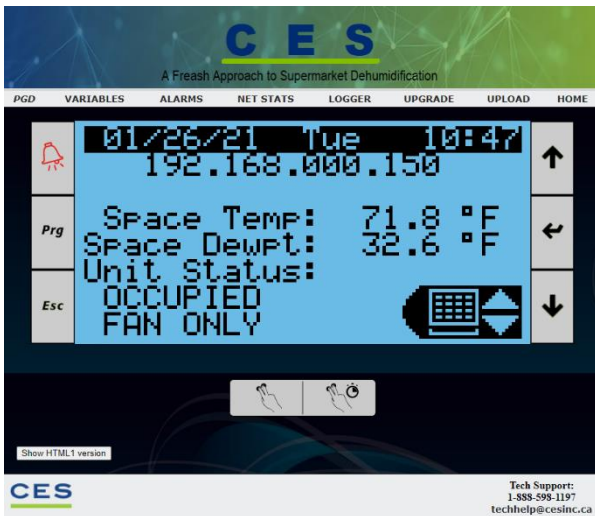 CES
A Freash Approach to Supermarket Dehumidification
PGD VARIABLES ALARMS NET STATS LOGGER UPGRADE UPLOAD HOME
01/26/21 Tue 10:47
192.168.000.150
Prg
Space Temp: 71.8 °F
Space Dewpt: 32.6 °F
Unit Status:
Esc
OCCUPIED
FAN ONLY
Show HTML1 version
CES
Tech Support:
1-888-598-1197
techhelp@cesinc.ca